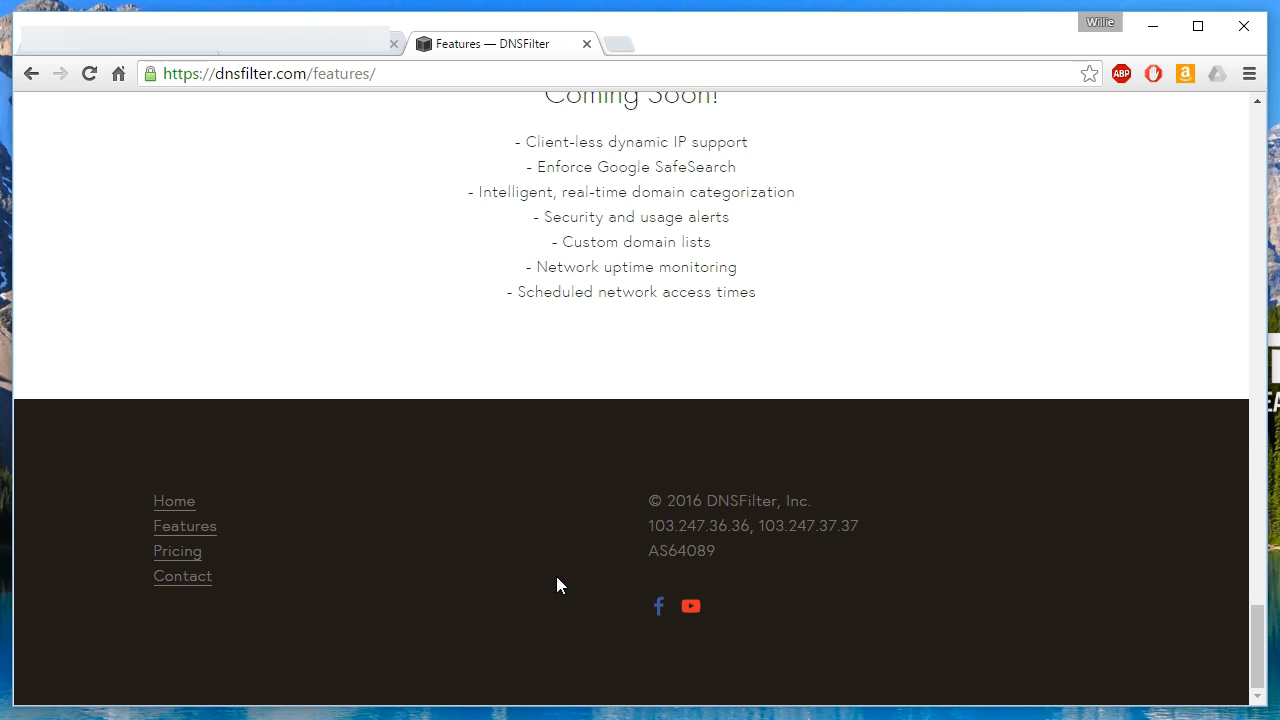 Willie
Features — DNSFilter
https://dnsfilter.com/features/
ABP
Coming Soon!
- Client-less dynamic IP support
- Enforce Google SafeSearch
- Intelligent, real-time domain categorization
- Security and usage alerts
- Custom domain lists
- Network uptime monitoring
- Scheduled network access times
Home
Features
Pricing
Contact
© 2016 DNSFilter, Inc.
103.247.36.36, 103.247.37.37
AS64089